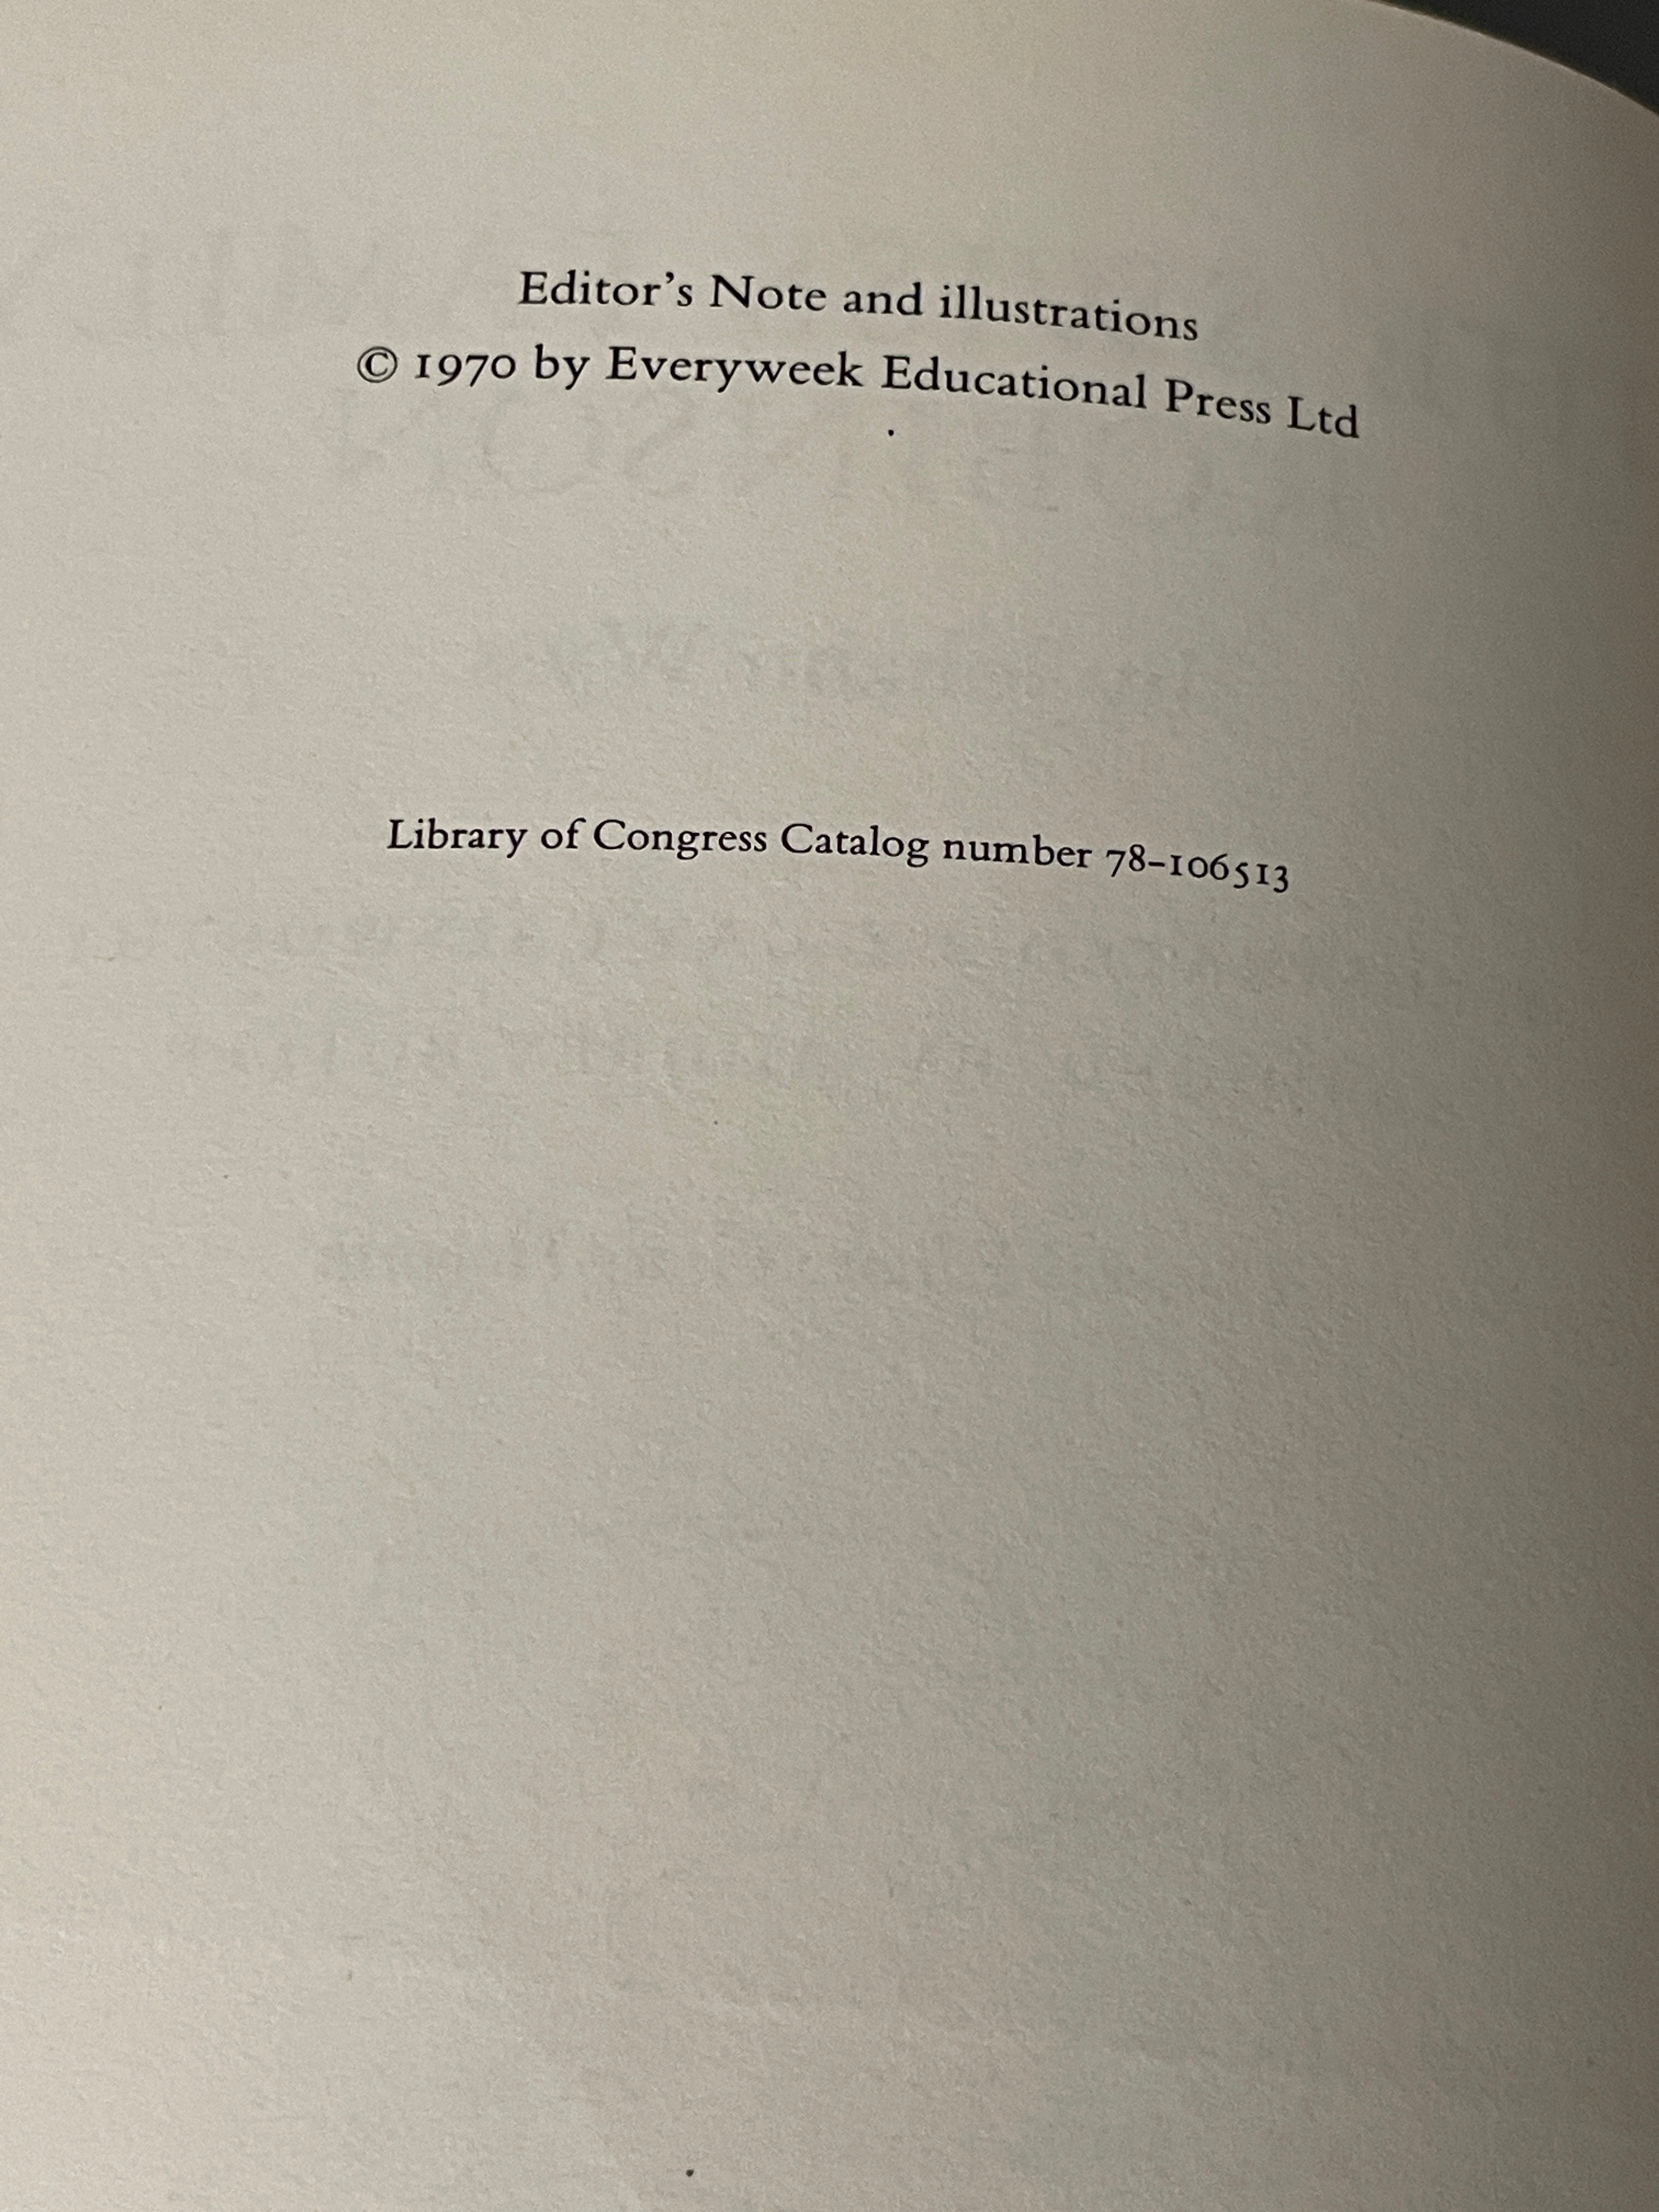 Editor's Note and illustrations
© 1970 by Everyweek Educational Press Ltd
Library of Congress Catalog number 78–106513